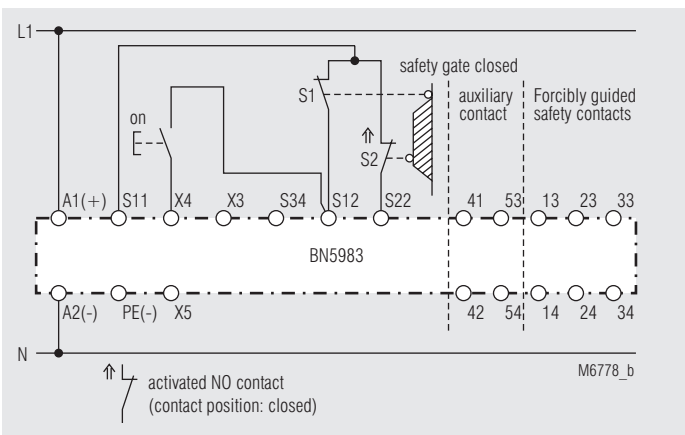 L1
safety gate closed
S1
auxiliary
contact
Forcibly guided
safety contacts
on
S2
A1(+) S11 X4 X3 S34 S12 S22 41 53 13 23 33
BN5983
A2(-) PE(-) X5 42 54 14 24 34
N
M6778_b
activated NO contact
(contact position: closed)